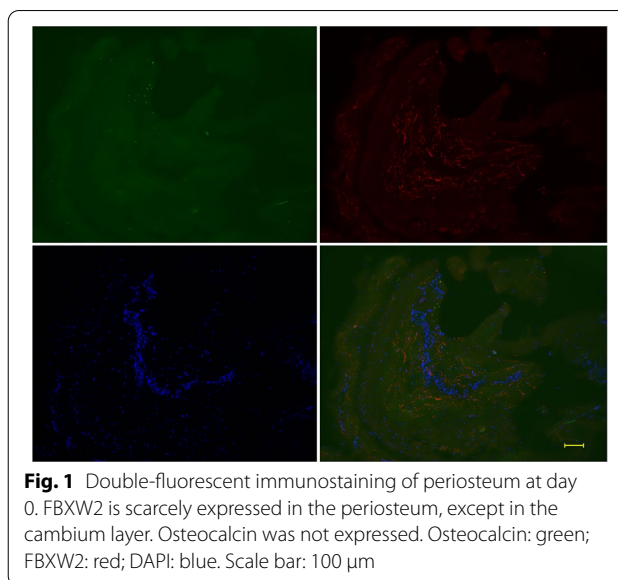 Fig. 1 Double-fluorescent immunostaining of periosteum at day
0. FBXW2 is scarcely expressed in the periosteum, except in the
cambium layer. Osteocalcin was not expressed. Osteocalcin: green;
FBXW2: red; DAPI: blue. Scale bar: 100 μm